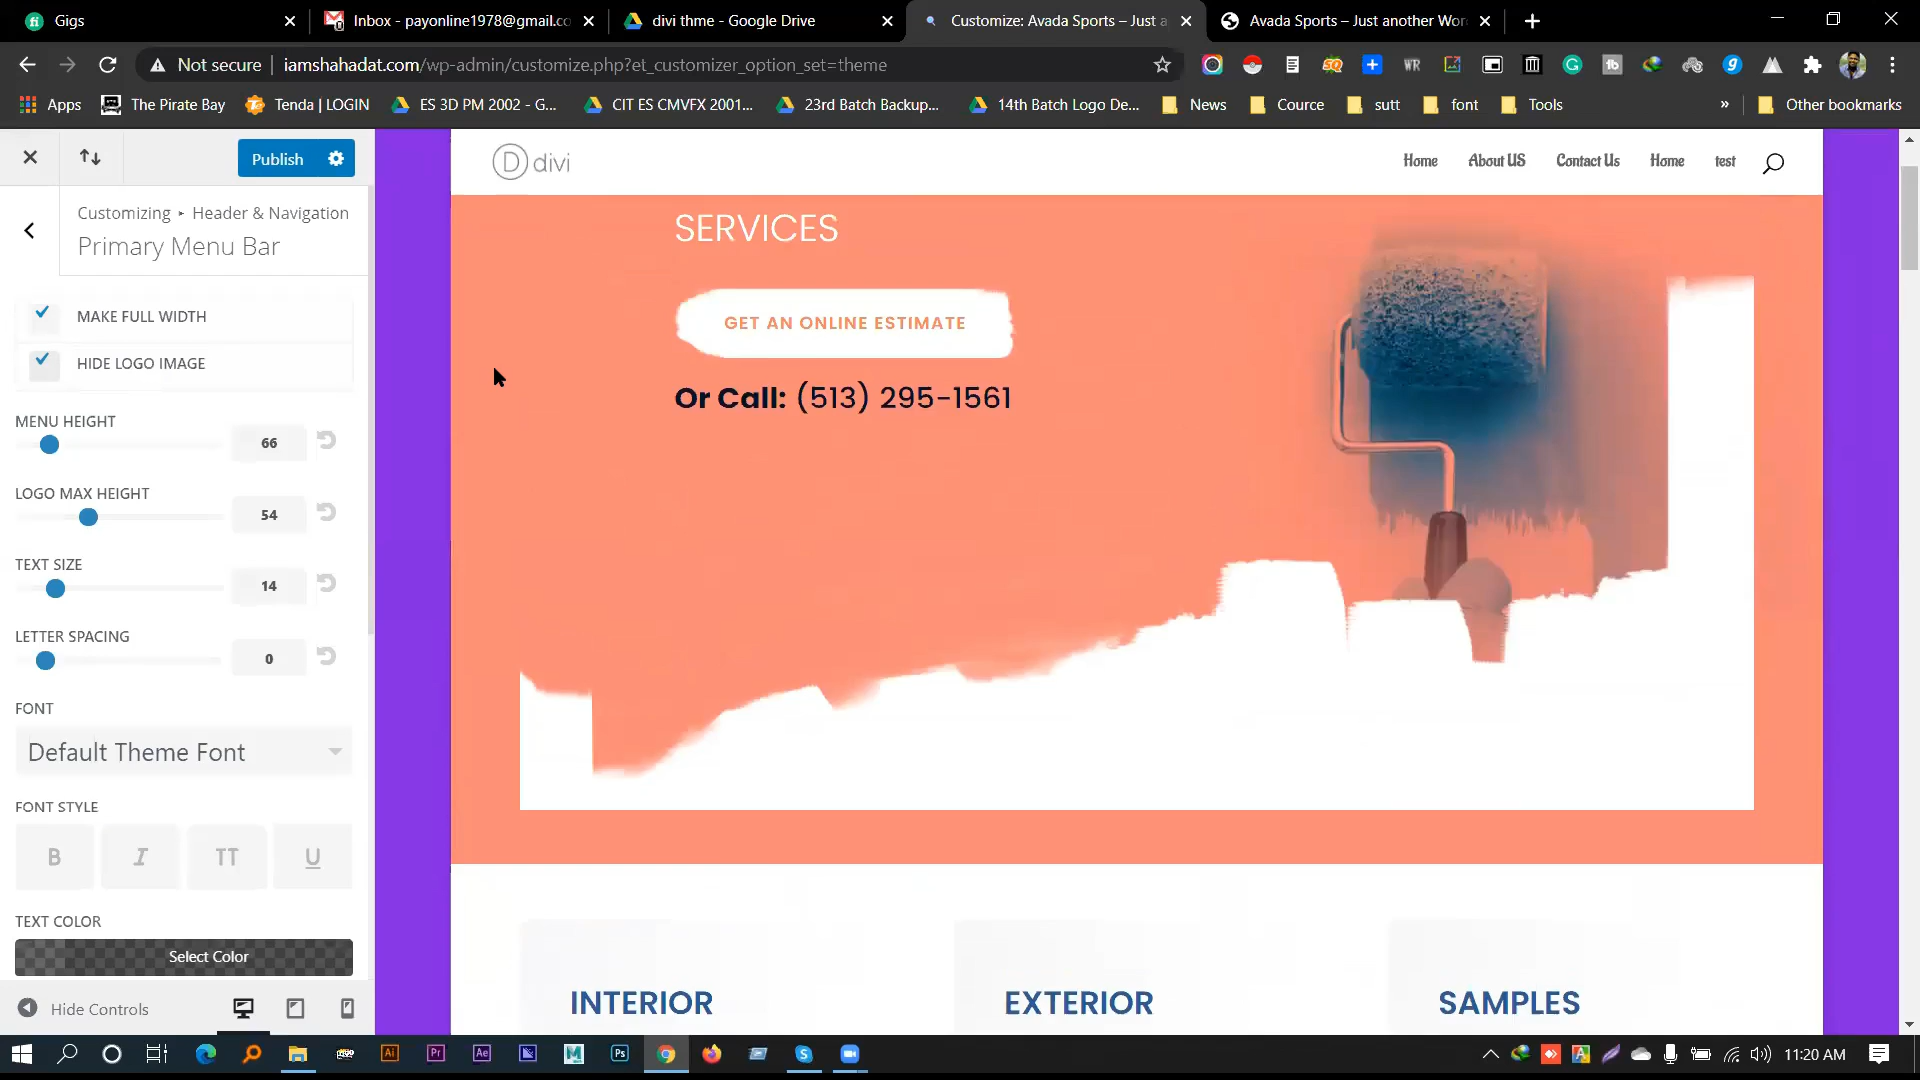 Gigs
Inbox - payonline1978@gmail.co
divi thme - Google Drive
Customize: Avada Sports – Just a
Avada Sports – Just another Wor
Not secure
iamshahadat.com/wp-admin/customize.php?et_customizer_option_set=theme
Apps
The Pirate Bay
Tenda | LOGIN
ES 3D PM 2002 - G...
CIT ES CMVFX 2001...
23rd Batch Backup...
14th Batch Logo De...
News
Cource
sutt
font
Tools
»
Other bookmarks
Publish
Customizing ▸ Header & Navigation
Primary Menu Bar
MAKE FULL WIDTH
HIDE LOGO IMAGE
MENU HEIGHT
66
LOGO MAX HEIGHT
54
TEXT SIZE
14
LETTER SPACING
0
FONT
Default Theme Font
FONT STYLE
B
I
TT
U
TEXT COLOR
Select Color
Hide Controls
D divi
Home
About US
Contact Us
Home
test
SERVICES
GET AN ONLINE ESTIMATE
Or Call: (513) 295-1561
INTERIOR
EXTERIOR
SAMPLES
11:20 AM